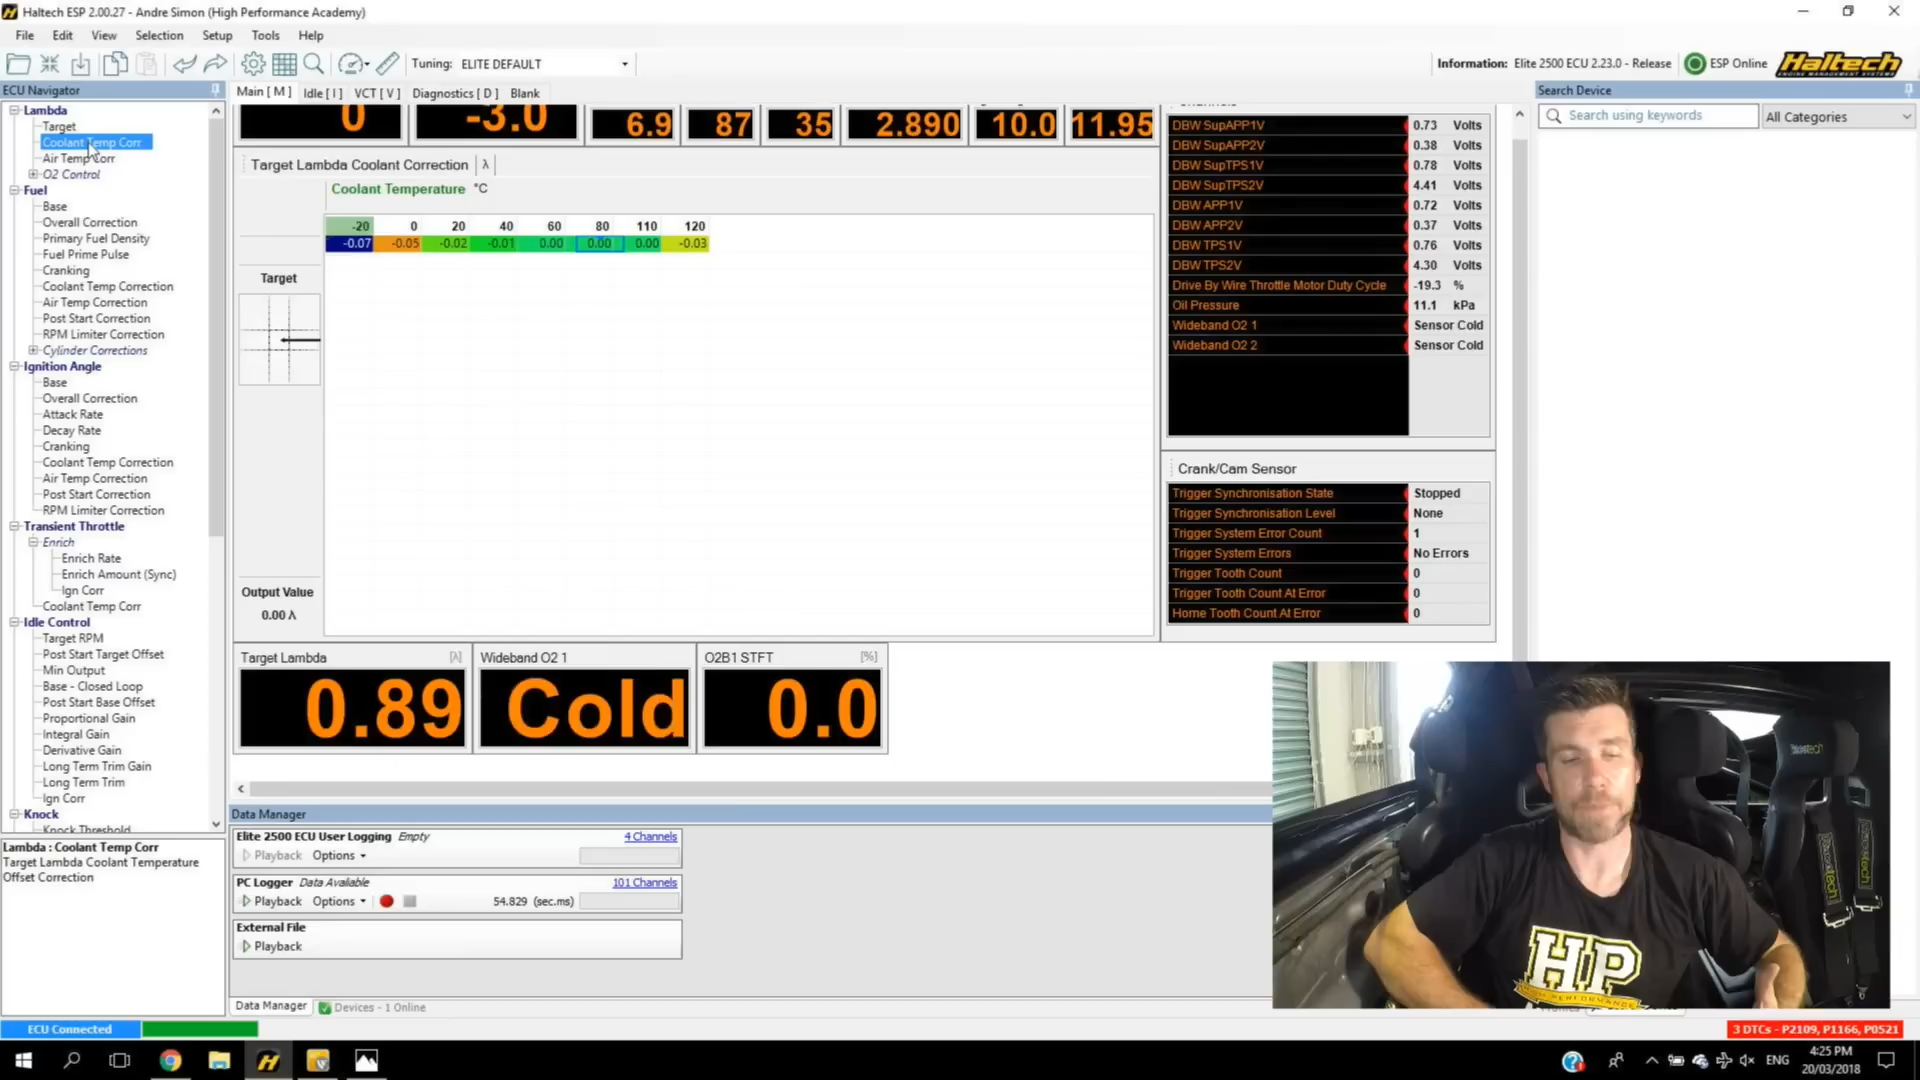 Haltech ESP 2.00.27 - Andre Simon (High Performance Academy)
File Edit View Selection Setup Tools Help
Tuning: ELITE DEFAULT
Information: Elite 2500 ECU 2.23.0 - Release ESP Online Haltech
ECU Navigator
Main [ M ] Idle [ I ] VCT [ V ] Diagnostics [ D ] Blank
Search Device
Search using keywords All Categories
Lambda
Target
Coolant Temp Corr
Air Temp Corr
O2 Control
Fuel
Base
Overall Correction
Primary Fuel Density
Fuel Prime Pulse
Cranking
Coolant Temp Correction
Air Temp Correction
Post Start Correction
RPM Limiter Correction
Cylinder Corrections
Ignition Angle
Base
Overall Correction
Attack Rate
Decay Rate
Cranking
Coolant Temp Correction
Air Temp Correction
Post Start Correction
RPM Limiter Correction
Transient Throttle
Enrich
Enrich Rate
Enrich Amount (Sync)
Ign Corr
Coolant Temp Corr
Idle Control
Target RPM
Post Start Target Offset
Min Output
Base - Closed Loop
Post Start Base Offset
Proportional Gain
Integral Gain
Derivative Gain
Long Term Trim Gain
Long Term Trim
Ign Corr
Knock
Knock Threshold
Lambda : Coolant Temp Corr
Target Lambda Coolant Temperature
Offset Correction
0 -3.0 6.9 87 35 2.890 10.0 11.95
Target Lambda Coolant Correction λ
Coolant Temperature °C
-20 0 20 40 60 80 110 120
-0.07 -0.05 -0.02 -0.01 0.00 0.00 0.00 -0.03
Target
Output Value
0.00 λ
Target Lambda [λ] Wideband O2 1 O2B1 STFT [%]
0.89 Cold 0.0
DBW SupAPP1V 0.73 Volts
DBW SupAPP2V 0.38 Volts
DBW SupTPS1V 0.78 Volts
DBW SupTPS2V 4.41 Volts
DBW APP1V 0.72 Volts
DBW APP2V 0.37 Volts
DBW TPS1V 0.76 Volts
DBW TPS2V 4.30 Volts
Drive By Wire Throttle Motor Duty Cycle -19.3 %
Oil Pressure 11.1 kPa
Wideband O2 1 Sensor Cold
Wideband O2 2 Sensor Cold
Crank/Cam Sensor
Trigger Synchronisation State Stopped
Trigger Synchronisation Level None
Trigger System Error Count 1
Trigger System Errors No Errors
Trigger Tooth Count 0
Trigger Tooth Count At Error 0
Home Tooth Count At Error 0
Data Manager
Elite 2500 ECU User Logging Empty 4 Channels
Playback Options
PC Logger Data Available 101 Channels
Playback Options 54.829 (sec.ms)
External File
Playback
Data Manager Devices - 1 Online
HP
ECU Connected
3 DTCs - P2109, P1166, P0521
ENG
4:25 PM
20/03/2018